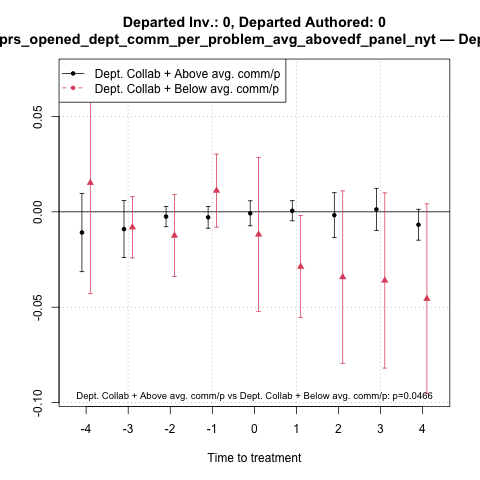 Departed Inv.: 0, Departed Authored: 0
prs_opened_dept_comm_per_problem_avg_abovedf_panel_nyt — Dep
Dept. Collab + Above avg. comm/p
Dept. Collab + Below avg. comm/p
0.05
0.00
-0.05
-0.10
Dept. Collab + Above avg. comm/p vs Dept. Collab + Below avg. comm/p: p=0.0466
-4 -3 -2 -1 0 1 2 3 4
Time to treatment